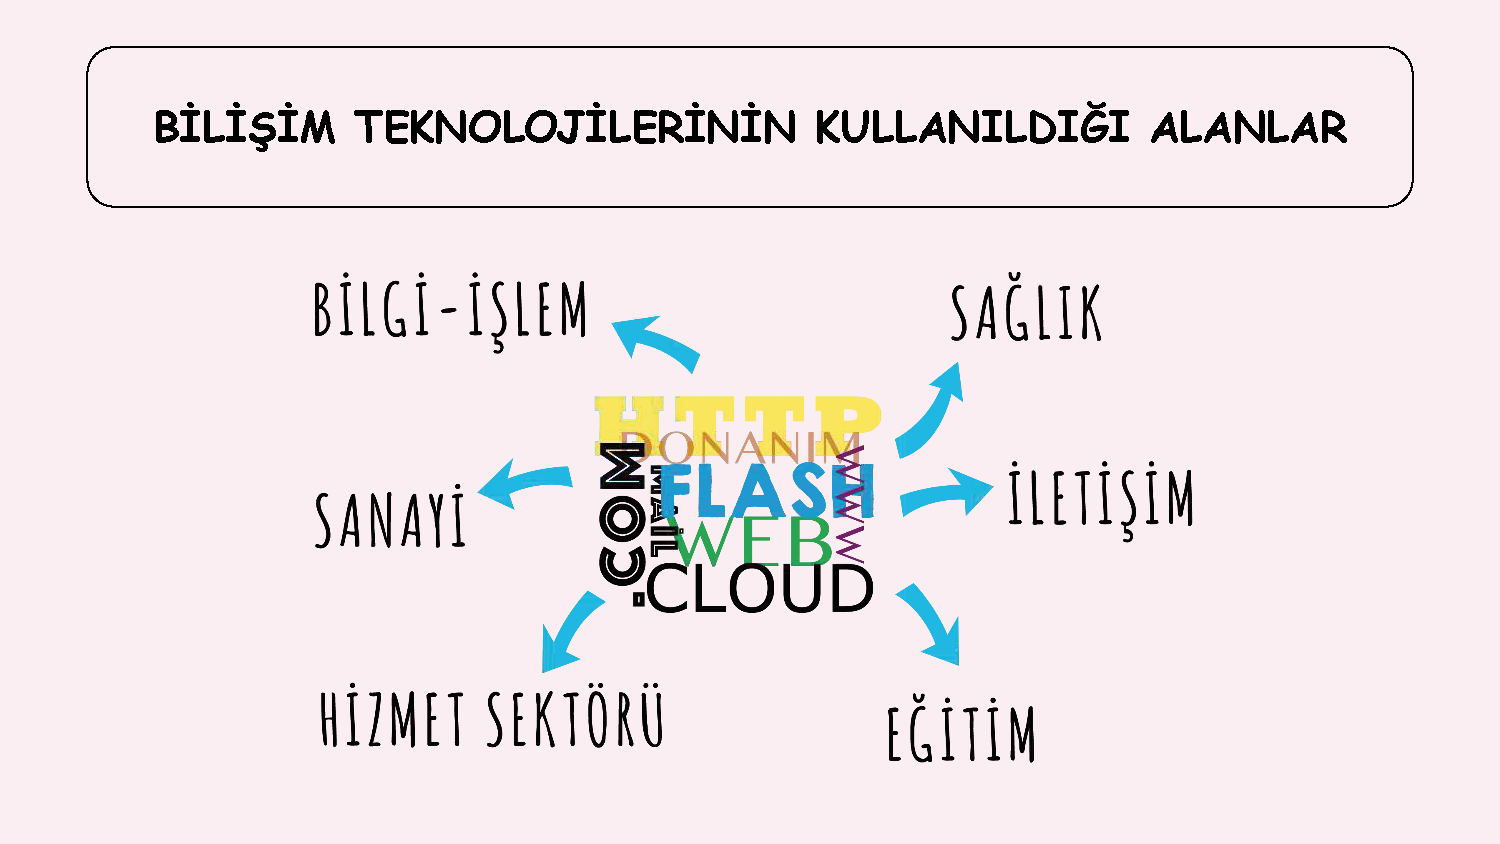 BİLİŞİM TEKNOLOJİLERİNİN KULLANILDIĞI ALANLAR
BİLGİ-İŞLEM
SAĞLIK
HTTP
DONANIM
.COM
MAİL
FLASH
WWW
WEB
CLOUD
SANAYİ
İLETİŞİM
HİZMET SEKTÖRÜ
EĞİTİM